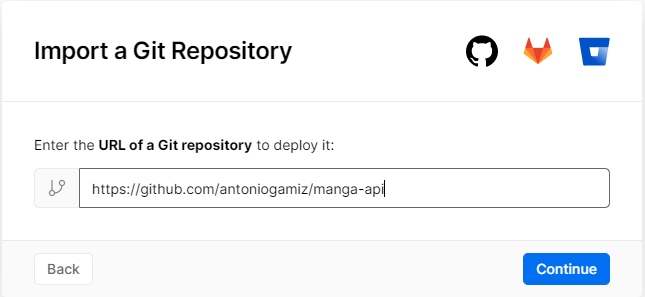 Import a Git Repository
Enter the URL of a Git repository to deploy it:
https://github.com/antoniogamiz/manga-api
Back
Continue